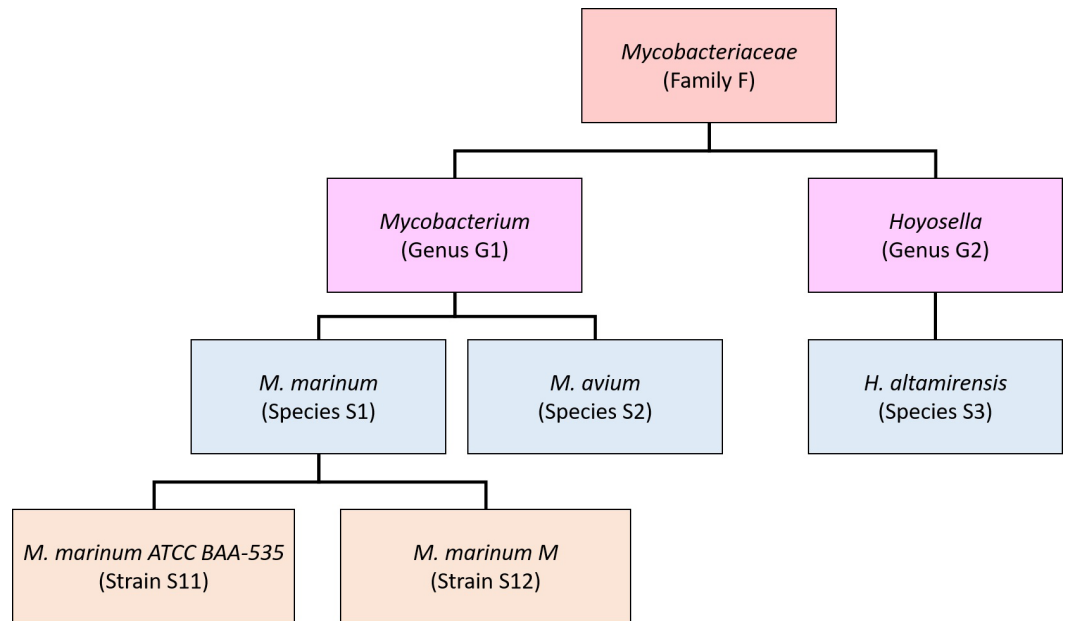 Mycobacteriaceae
(Family F)
Mycobacterium
(Genus G1)
Hoyosella
(Genus G2)
M. marinum
(Species S1)
M. avium
(Species S2)
H. altamirensis
(Species S3)
M. marinum ATCC BAA-535
(Strain S11)
M. marinum M
(Strain S12)